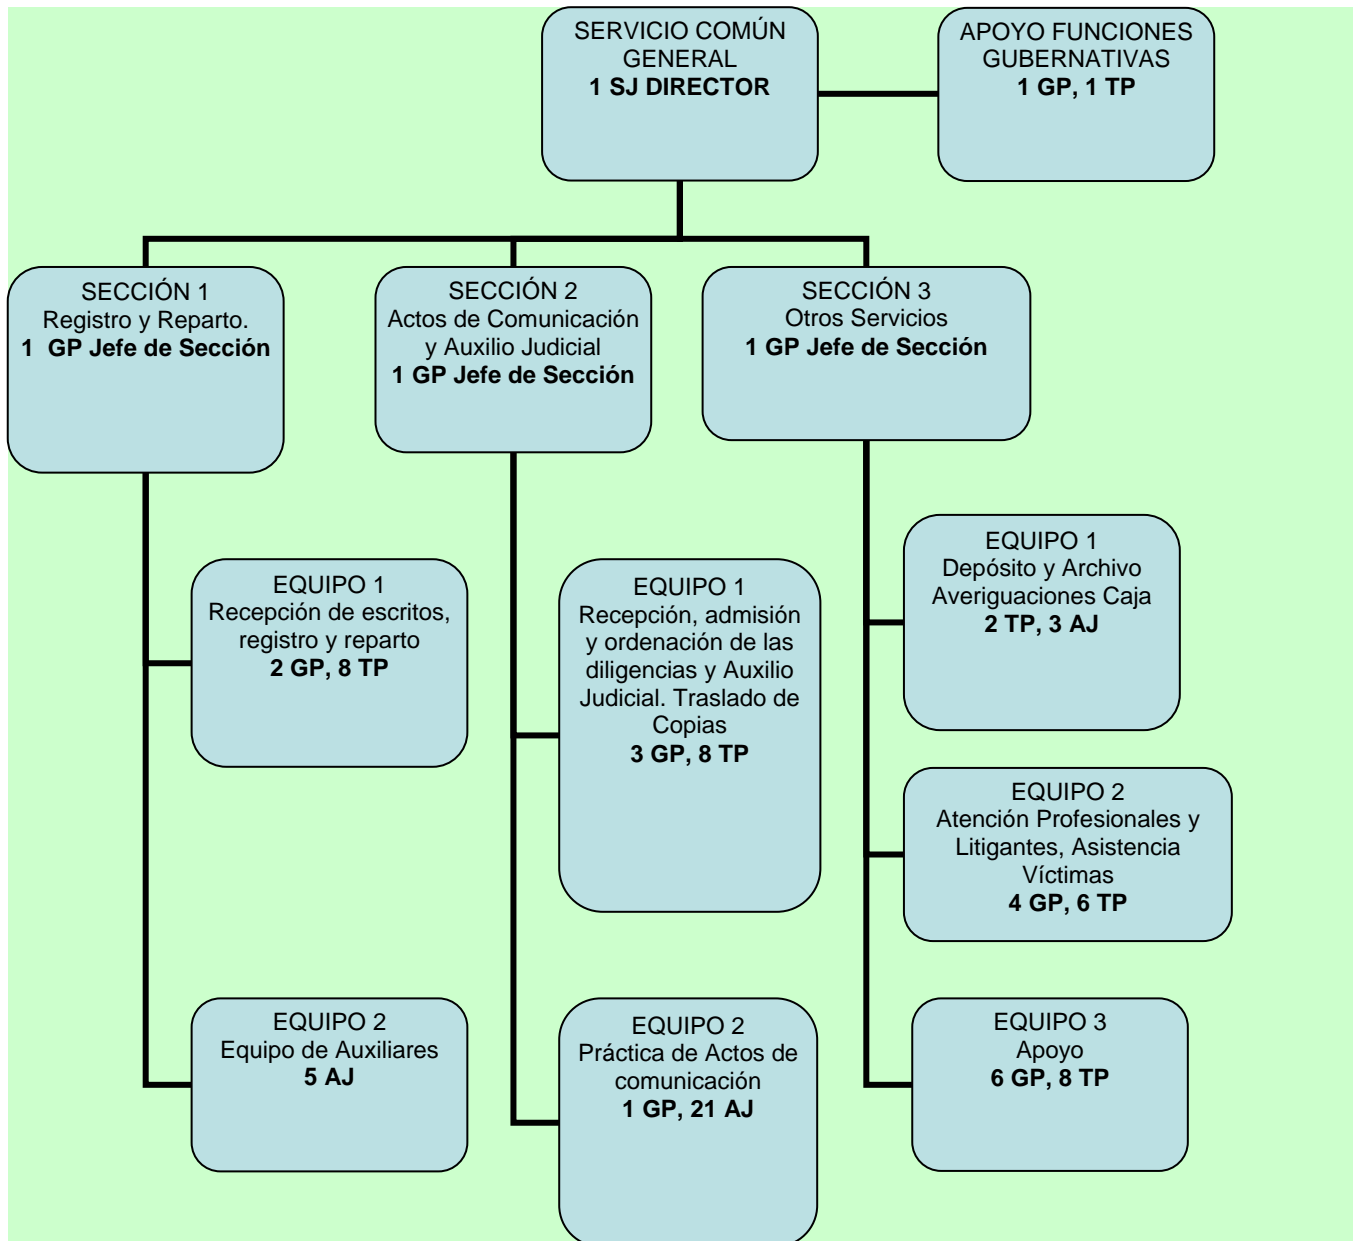 SERVICIO COMÚN
GENERAL
1 SJ DIRECTOR
APOYO FUNCIONES
GUBERNATIVAS
1 GP, 1 TP
SECCIÓN 1
Registro y Reparto.
1 GP Jefe de Sección
SECCIÓN 2
Actos de Comunicación
y Auxilio Judicial
1 GP Jefe de Sección
SECCIÓN 3
Otros Servicios
1 GP Jefe de Sección
EQUIPO 1
Recepción de escritos,
registro y reparto
2 GP, 8 TP
EQUIPO 1
Recepción, admisión
y ordenación de las
diligencias y Auxilio
Judicial. Traslado de
Copias
3 GP, 8 TP
EQUIPO 1
Depósito y Archivo
Averiguaciones Caja
2 TP, 3 AJ
EQUIPO 2
Atención Profesionales y
Litigantes, Asistencia
Víctimas
4 GP, 6 TP
EQUIPO 2
Equipo de Auxiliares
5 AJ
EQUIPO 2
Práctica de Actos de
comunicación
1 GP, 21 AJ
EQUIPO 3
Apoyo
6 GP, 8 TP